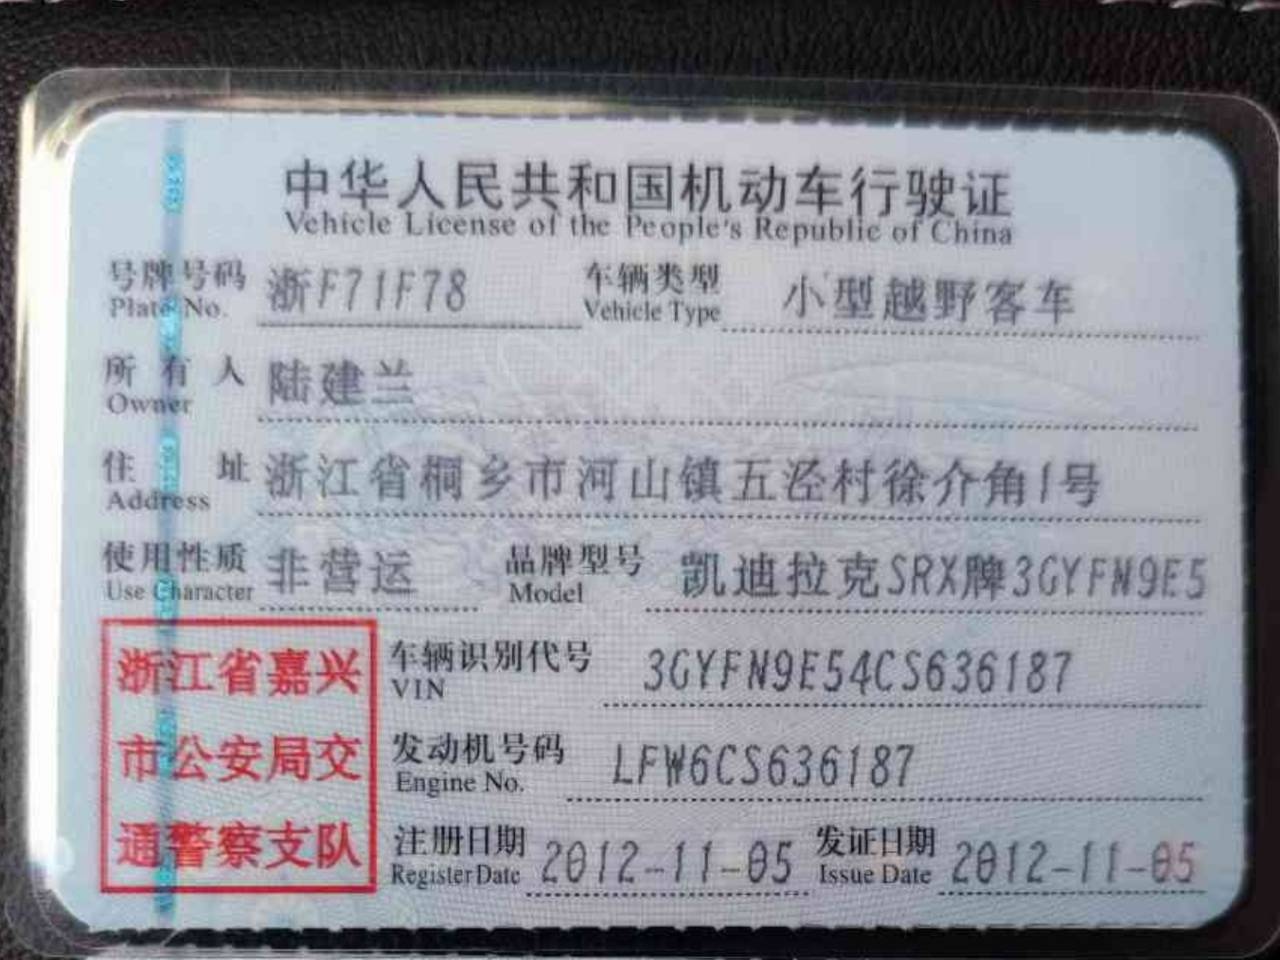 中华人民共和国机动车行驶证
Vehicle License of the People's Republic of China
号牌号码 浙F71F78 车辆类型 小型越野客车
Plate No. Vehicle Type
所有人 陆建兰
Owner
住址 浙江省桐乡市河山镇五泾村徐介角1号
Address
使用性质 非营运 品牌型号 凯迪拉克SRX牌3GYFN9E5
Use Character Model
浙江省嘉兴
市公安局交
通警察支队
车辆识别代号 3GYFN9E54CS636187
VIN
发动机号码 LFW6CS636187
Engine No.
注册日期 2012-11-05 发证日期 2012-11-05
Register Date Issue Date